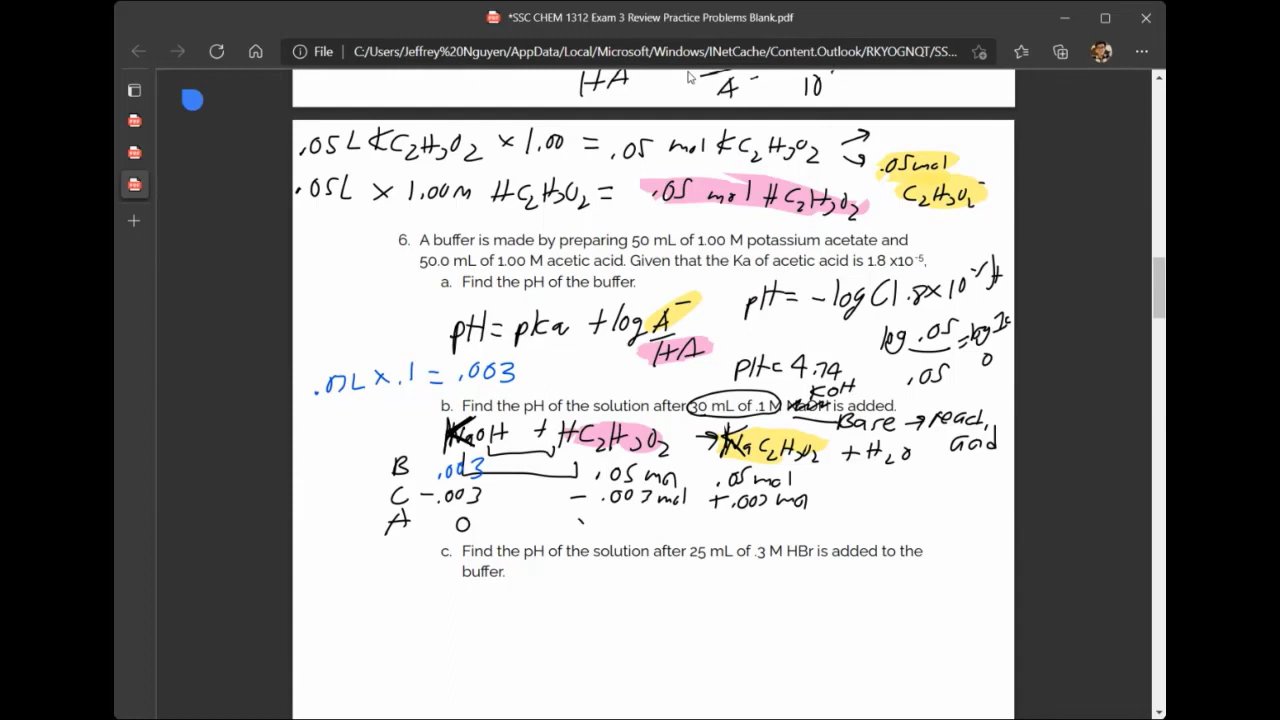 *SSC CHEM 1312 Exam 3 Review Practice Problems Blank.pdf
File C:/Users/Jeffrey%20Nguyen/AppData/Local/Microsoft/Windows/INetCache/Content.Outlook/RKYOGNQT/SS...
HA A⁻ 10
.05L KC₂H₃O₂ × 1.00 = .05 mol KC₂H₃O₂ → .05mol
.05L × 1.00M HC₂H₃O₂ = .05 mol HC₂H₃O₂ C₂H₃O₂⁻
6. A buffer is made by preparing 50 mL of 1.00 M potassium acetate and
50.0 mL of 1.00 M acetic acid. Given that the Ka of acetic acid is 1.8 x10⁻⁵,
a. Find the pH of the buffer.
pH = -log(1.8×10⁻⁵)+
pH = pKa + log A⁻/HA
log .05/.05 = log
0
pH = 4.74
× .1 = .003
KOH
b. Find the pH of the solution after 30 mL of .1 M NaOH is added.
Base → react
acid
OH + HC₂H₃O₂ → C₂H₃O₂ + H₂O
B .003 .05 mol .05 mol
C -.003 - .003 mol +.003 mol
A 0
c. Find the pH of the solution after 25 mL of .3 M HBr is added to the
buffer.